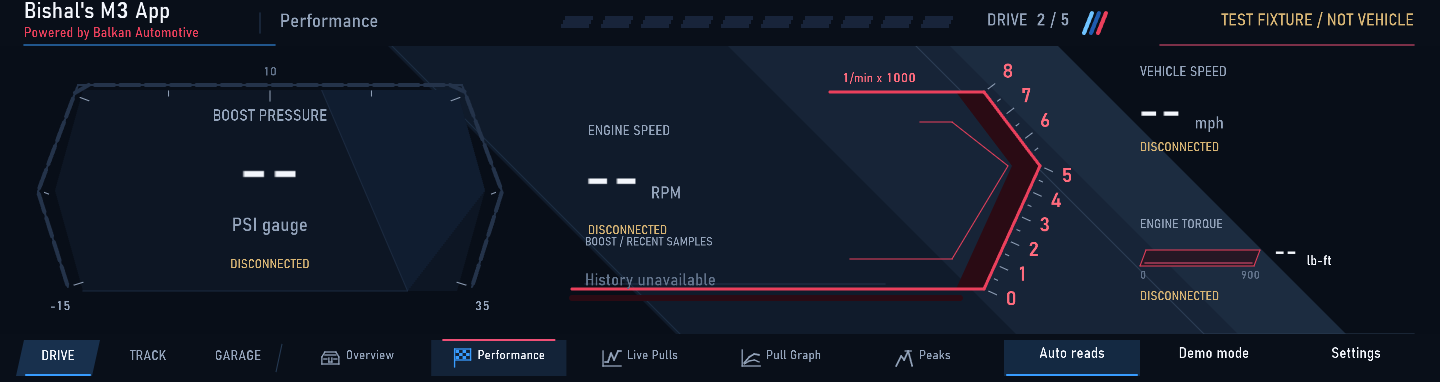 Bishal's M3 App
Powered by Balkan Automotive
Performance
DRIVE 2 / 5
TEST FIXTURE / NOT VEHICLE
10
BOOST PRESSURE
-- 
PSI gauge
DISCONNECTED
-15
35
ENGINE SPEED
-- RPM
DISCONNECTED
BOOST / RECENT SAMPLES
History unavailable
1/min x 1000
8
7
6
5
4
3
2
1
0
VEHICLE SPEED
-- mph
DISCONNECTED
ENGINE TORQUE
-- lb-ft
0 900
DISCONNECTED
DRIVE TRACK GARAGE Overview Performance Live Pulls Pull Graph Peaks Auto reads Demo mode Settings